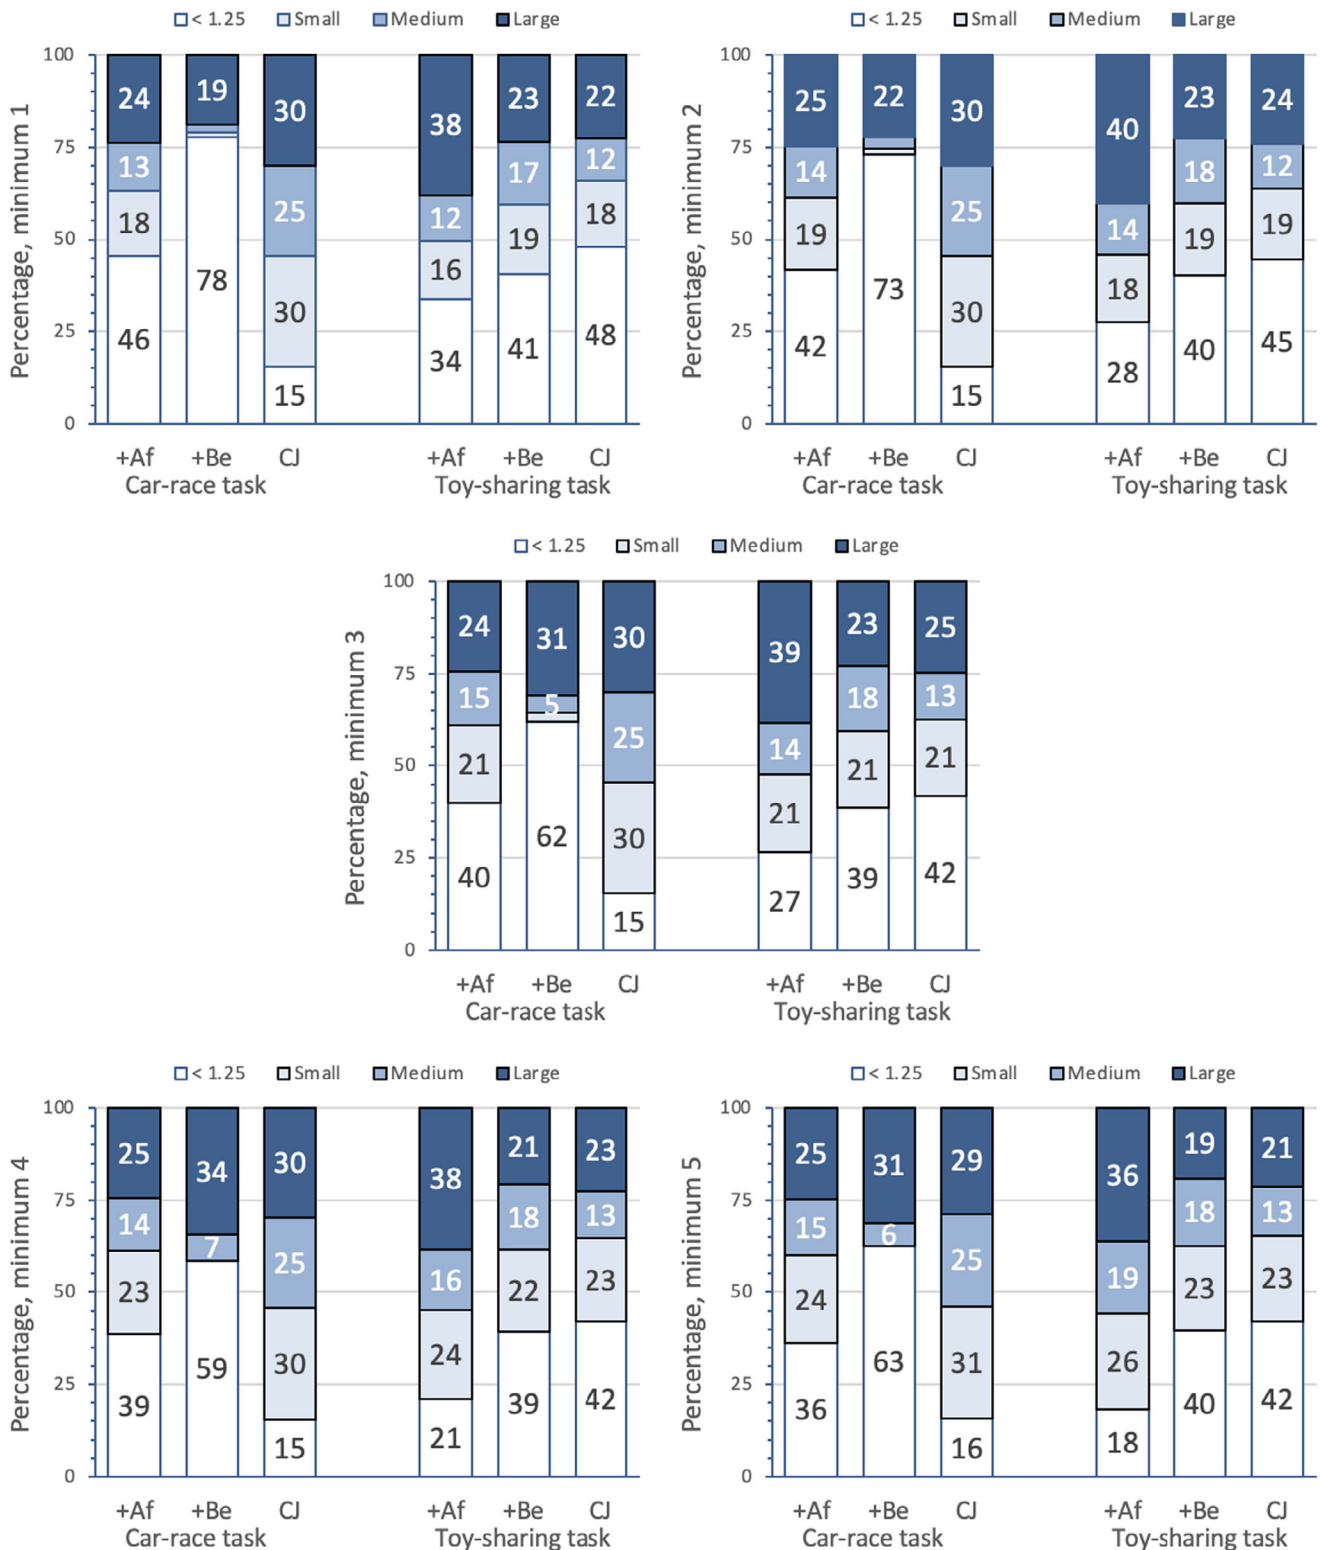 < 1.25 Small Medium Large
Percentage, minimum 1
100
75
50
25
0
24 19 30 38 23 22
13 25 12 17 12
18 30 16 19 18
46 78 15 34 41 48
+Af +Be CJ +Af +Be CJ
Car-race task Toy-sharing task
< 1.25 Small Medium Large
Percentage, minimum 2
100
75
50
25
0
25 22 30 40 23 24
14 25 14 18 12
19 30 18 19 19
42 73 15 28 40 45
+Af +Be CJ +Af +Be CJ
Car-race task Toy-sharing task
< 1.25 Small Medium Large
Percentage, minimum 3
100
75
50
25
0
24 31 30 39 23 25
15 5 25 14 18 13
21 30 21 21 21
40 62 15 27 39 42
+Af +Be CJ +Af +Be CJ
Car-race task Toy-sharing task
< 1.25 Small Medium Large
Percentage, minimum 4
100
75
50
25
0
25 34 30 38 21 23
14 7 25 16 18 13
23 30 24 22 23
39 59 15 21 39 42
+Af +Be CJ +Af +Be CJ
Car-race task Toy-sharing task
< 1.25 Small Medium Large
Percentage, minimum 5
100
75
50
25
0
25 31 29 36 19 21
15 6 25 19 18 13
24 31 26 23 23
36 63 16 18 40 42
+Af +Be CJ +Af +Be CJ
Car-race task Toy-sharing task